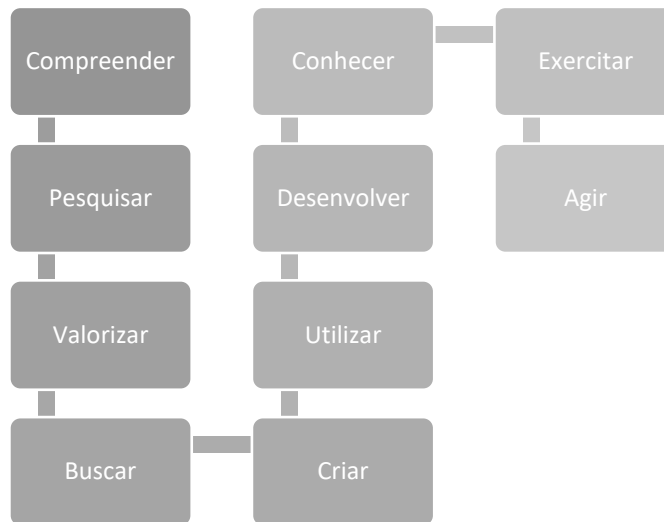 Compreender
Pesquisar
Valorizar
Buscar
Criar
Utilizar
Desenvolver
Conhecer
Exercitar
Agir